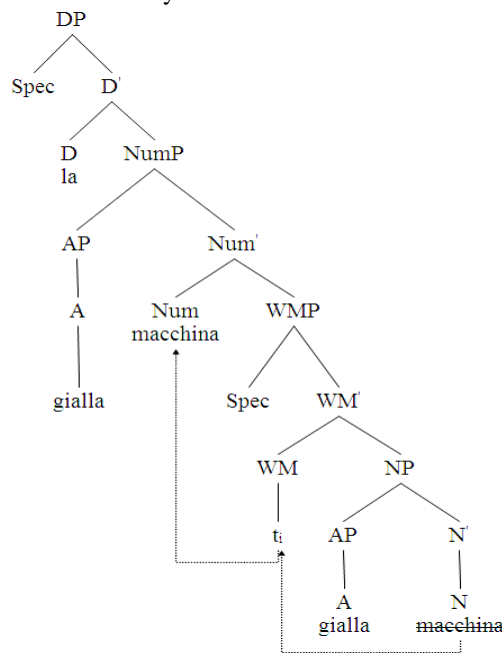 DP
Spec D'
D NumP
la
AP Num'
A Num WMP
macchina
gialla Spec WM'
WM NP
ti AP N'
A N
gialla macchina